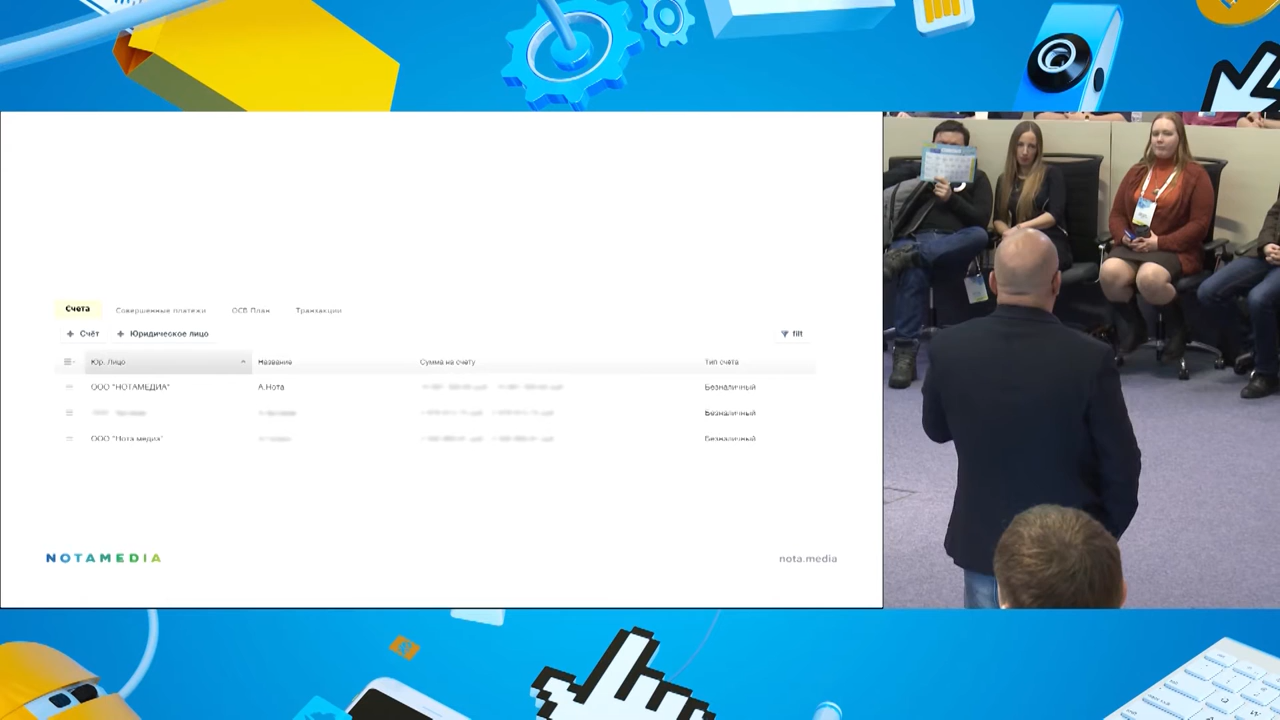 Счета Совершенные платежи ОСВ План Транзакции
+ Счёт + Юридическое лицо filt
Юр. Лицо Название Сумма на счету Тип счета
ООО "НОТАМЕДИА" А.Нота Безналичный
Безналичный
ООО "Нота медиа" Безналичный
NOTAMEDIA nota.media